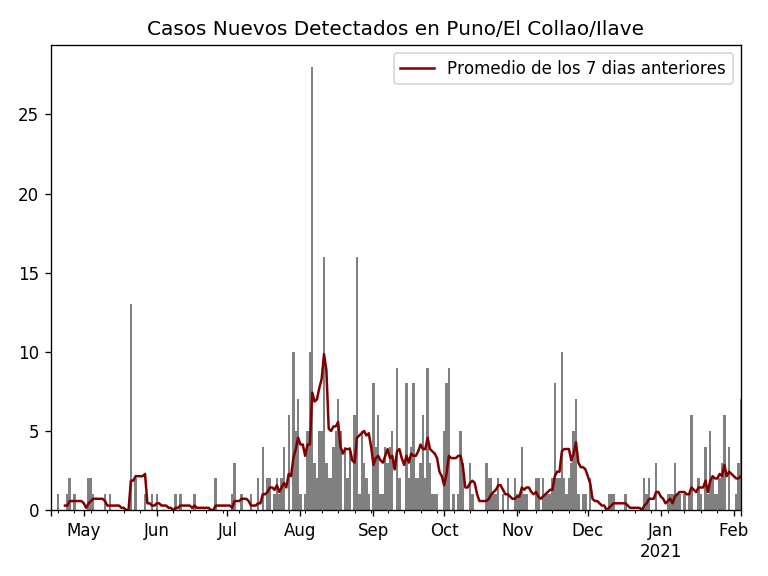 Casos Nuevos Detectados en Puno/El Collao/Ilave
Promedio de los 7 dias anteriores
25
20
15
10
5
0
May Jun Jul Aug Sep Oct Nov Dec Jan Feb
2021